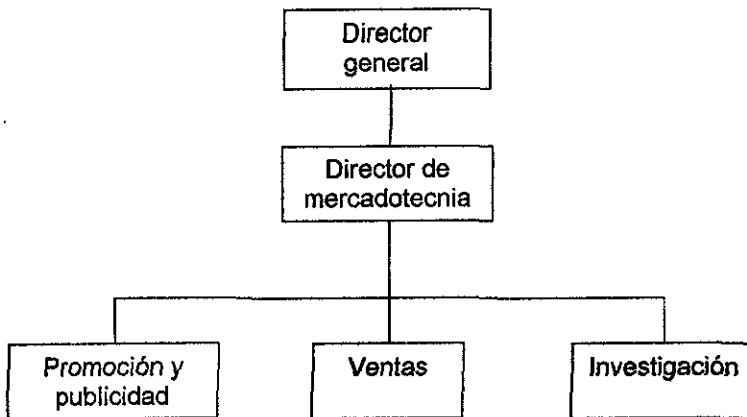 Director
general
Director de
mercadotecnia
Promoción y
publicidad
Ventas
Investigación